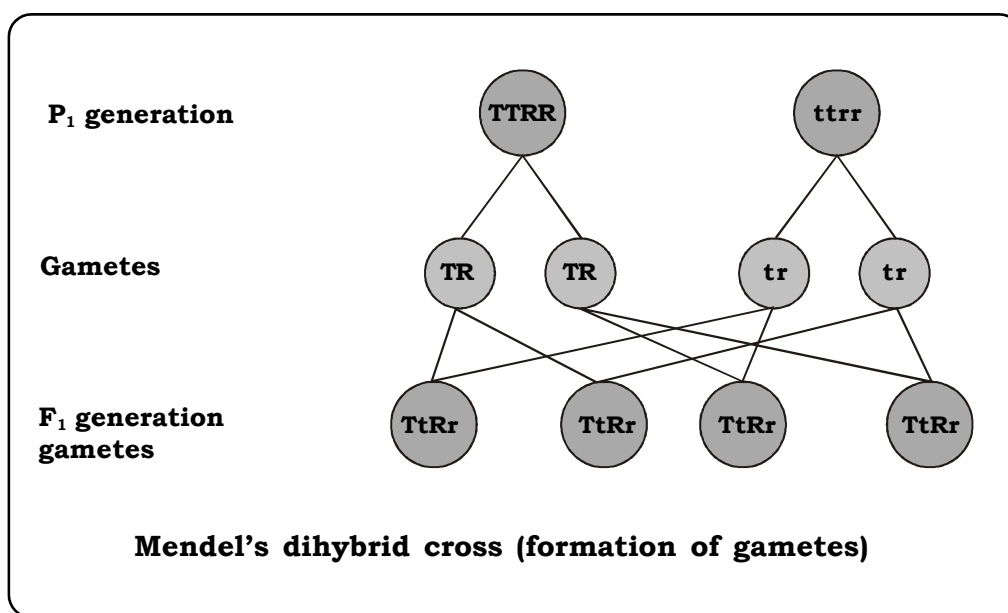 P₁ generation
TTRR
ttrr
Gametes
TR
TR
tr
tr
F₁ generation
gametes
TtRr
TtRr
TtRr
TtRr
Mendel’s dihybrid cross (formation of gametes)